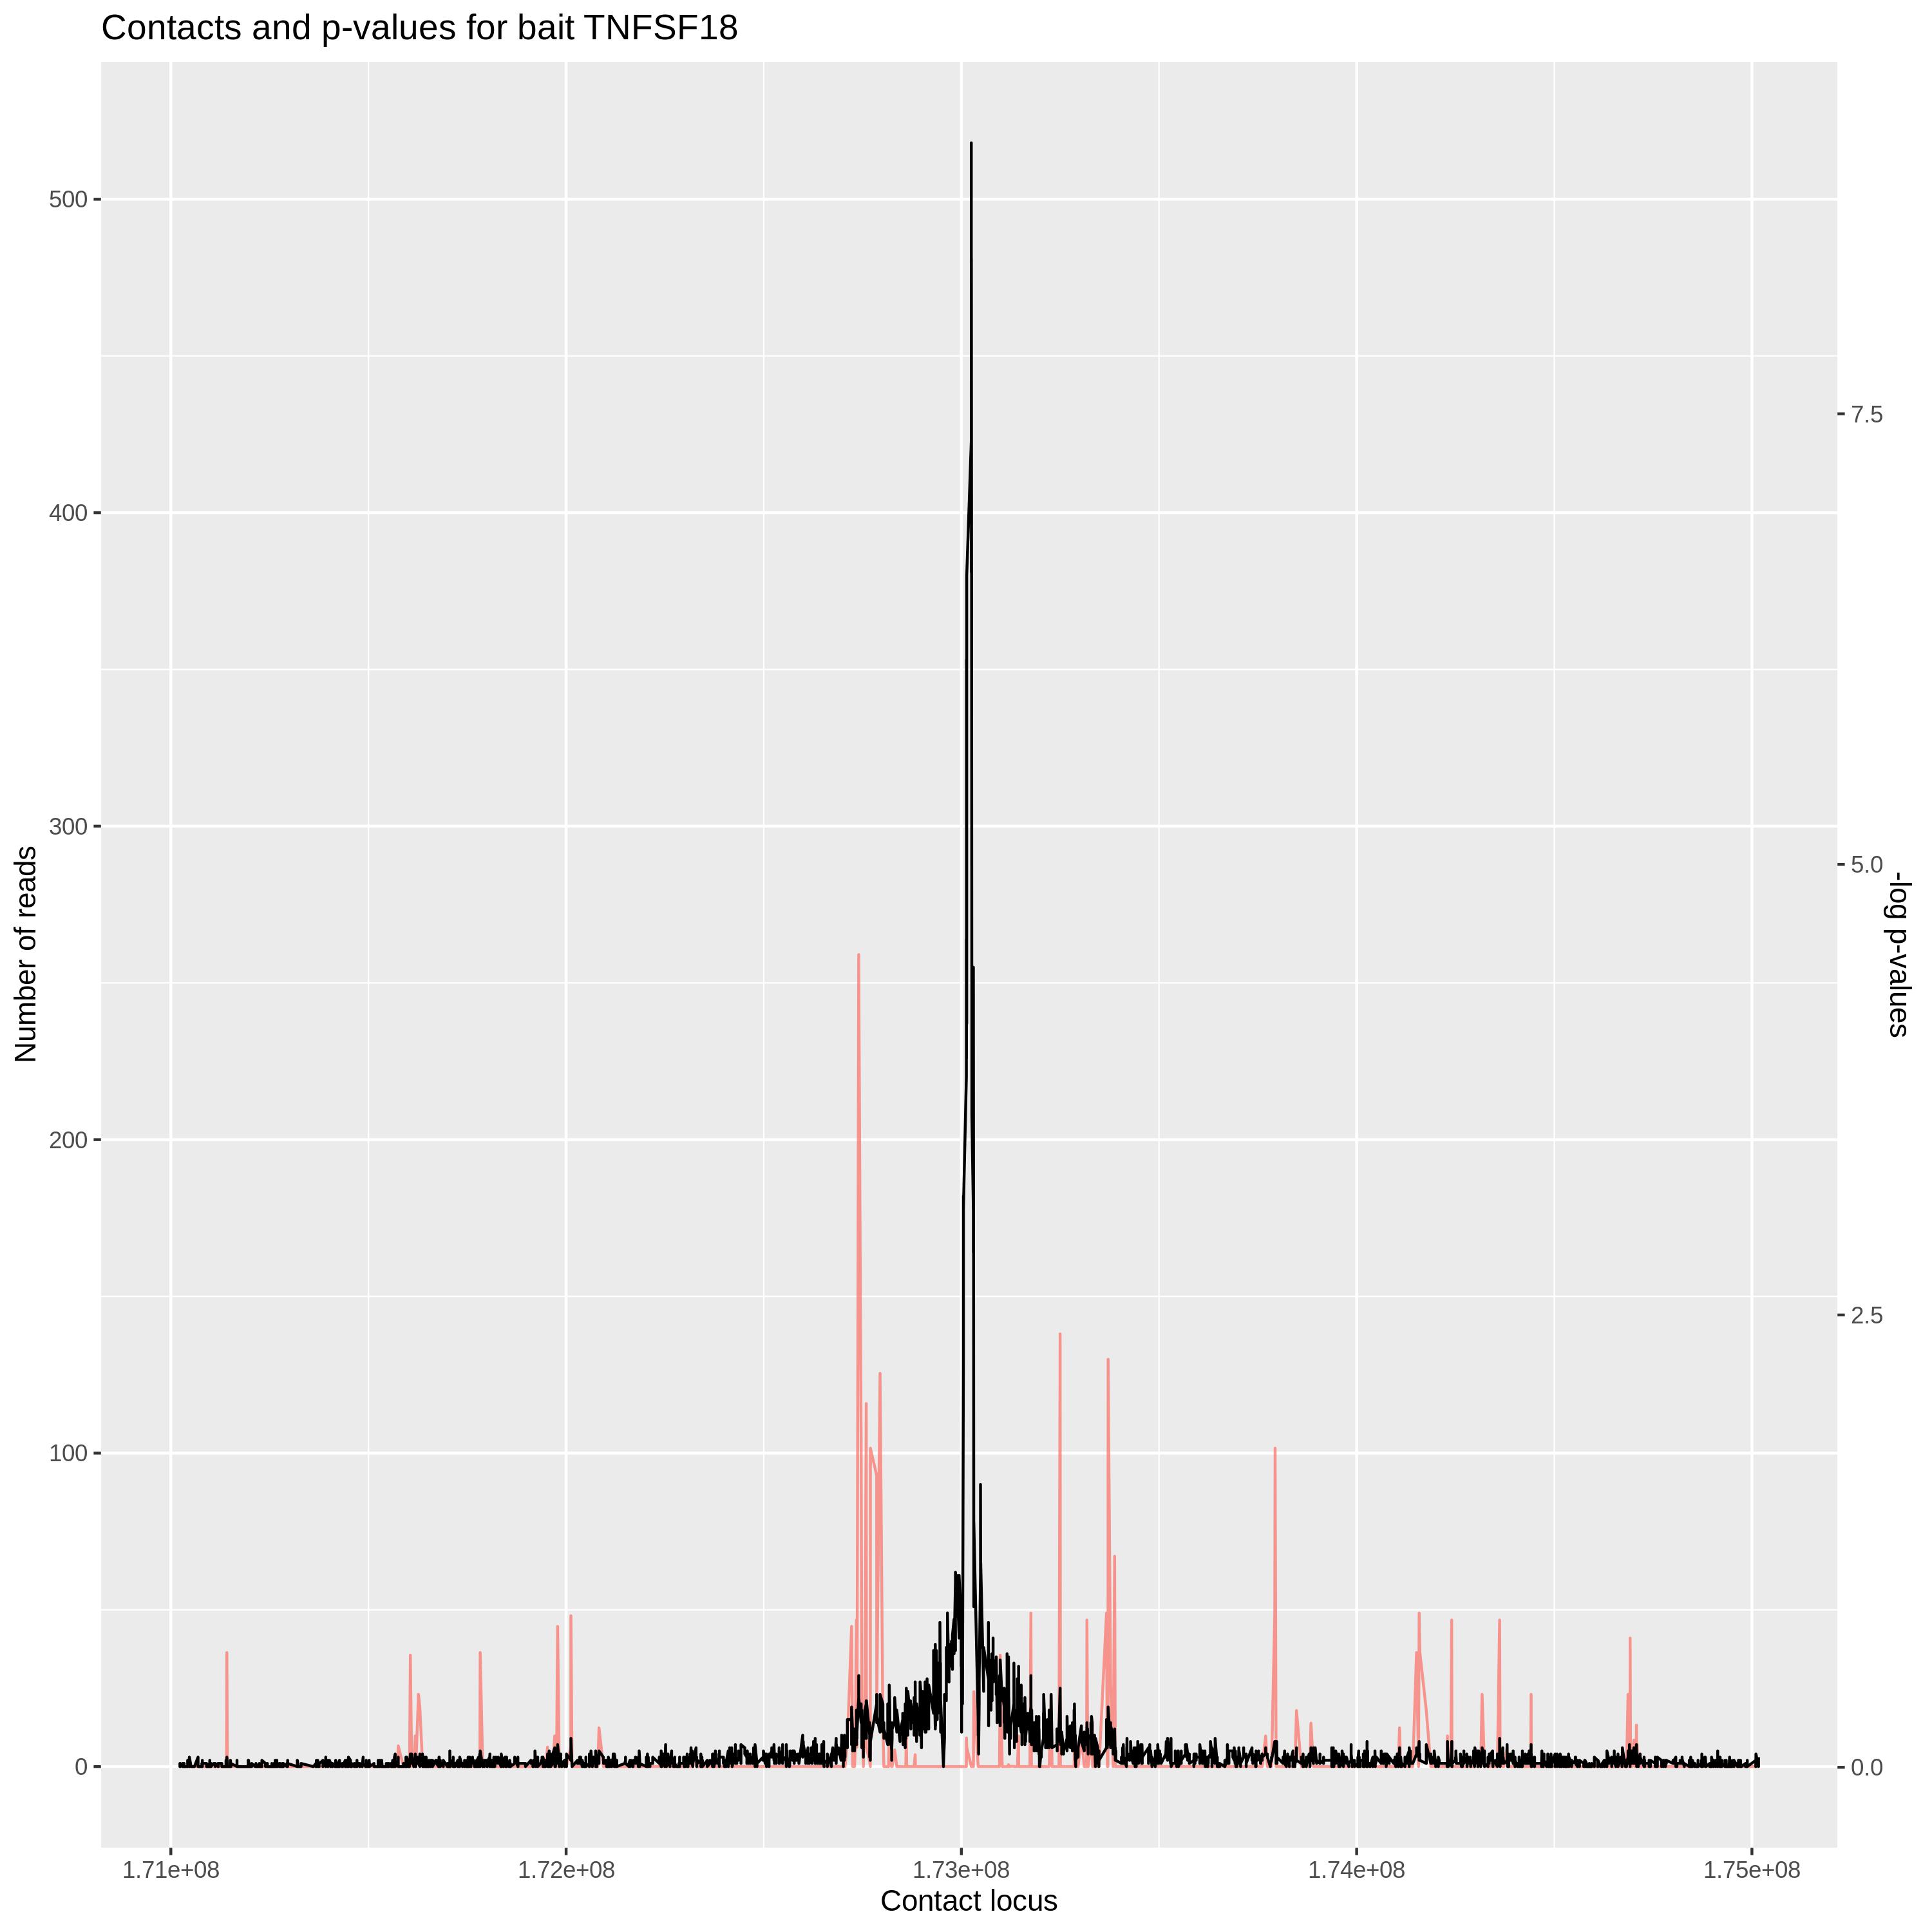 Contacts and p-values for bait TNFSF18
Number of reads
500
400
300
200
100
0
7.5
5.0
2.5
0.0
-log p-values
1.71e+08
1.72e+08
1.73e+08
1.74e+08
1.75e+08
Contact locus